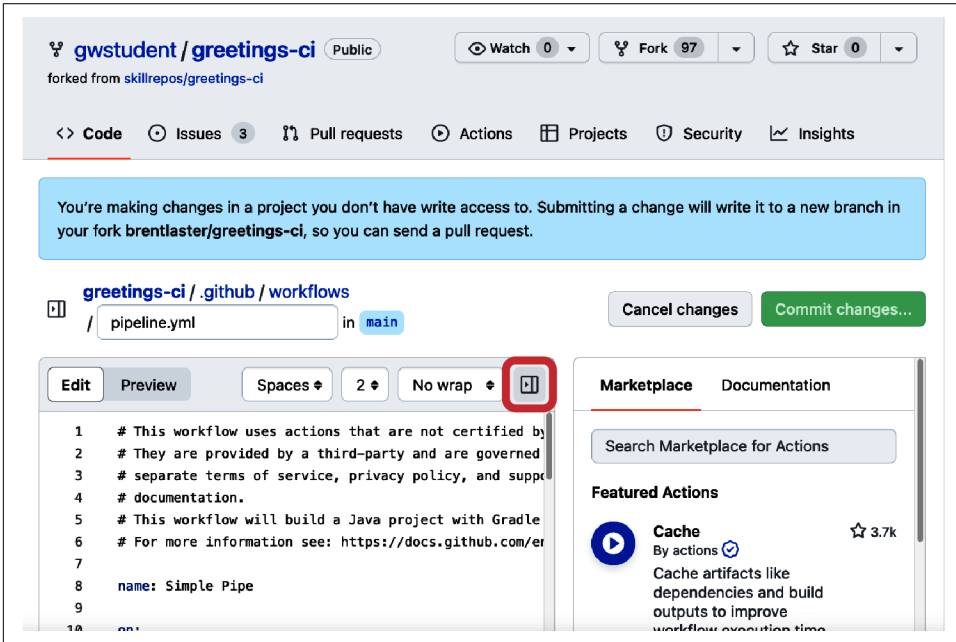 gwstudent / greetings-ci Public
Watch 0
Fork 97
Star 0
forked from skillrepos/greetings-ci
<> Code
Issues 3
Pull requests
Actions
Projects
Security
Insights
You're making changes in a project you don't have write access to. Submitting a change will write it to a new branch in
your fork brentlaster/greetings-ci, so you can send a pull request.
greetings-ci / .github / workflows
/ pipeline.yml in main
Cancel changes
Commit changes...
Edit
Preview
Spaces
2
No wrap
1 # This workflow uses actions that are not certified by
2 # They are provided by a third-party and are governed
3 # separate terms of service, privacy policy, and suppo
4 # documentation.
5 # This workflow will build a Java project with Gradle
6 # For more information see: https://docs.github.com/en
7
8 name: Simple Pipe
9
10 on:
Marketplace
Documentation
Search Marketplace for Actions
Featured Actions
Cache
3.7k
By actions
Cache artifacts like
dependencies and build
outputs to improve
workflow execution time